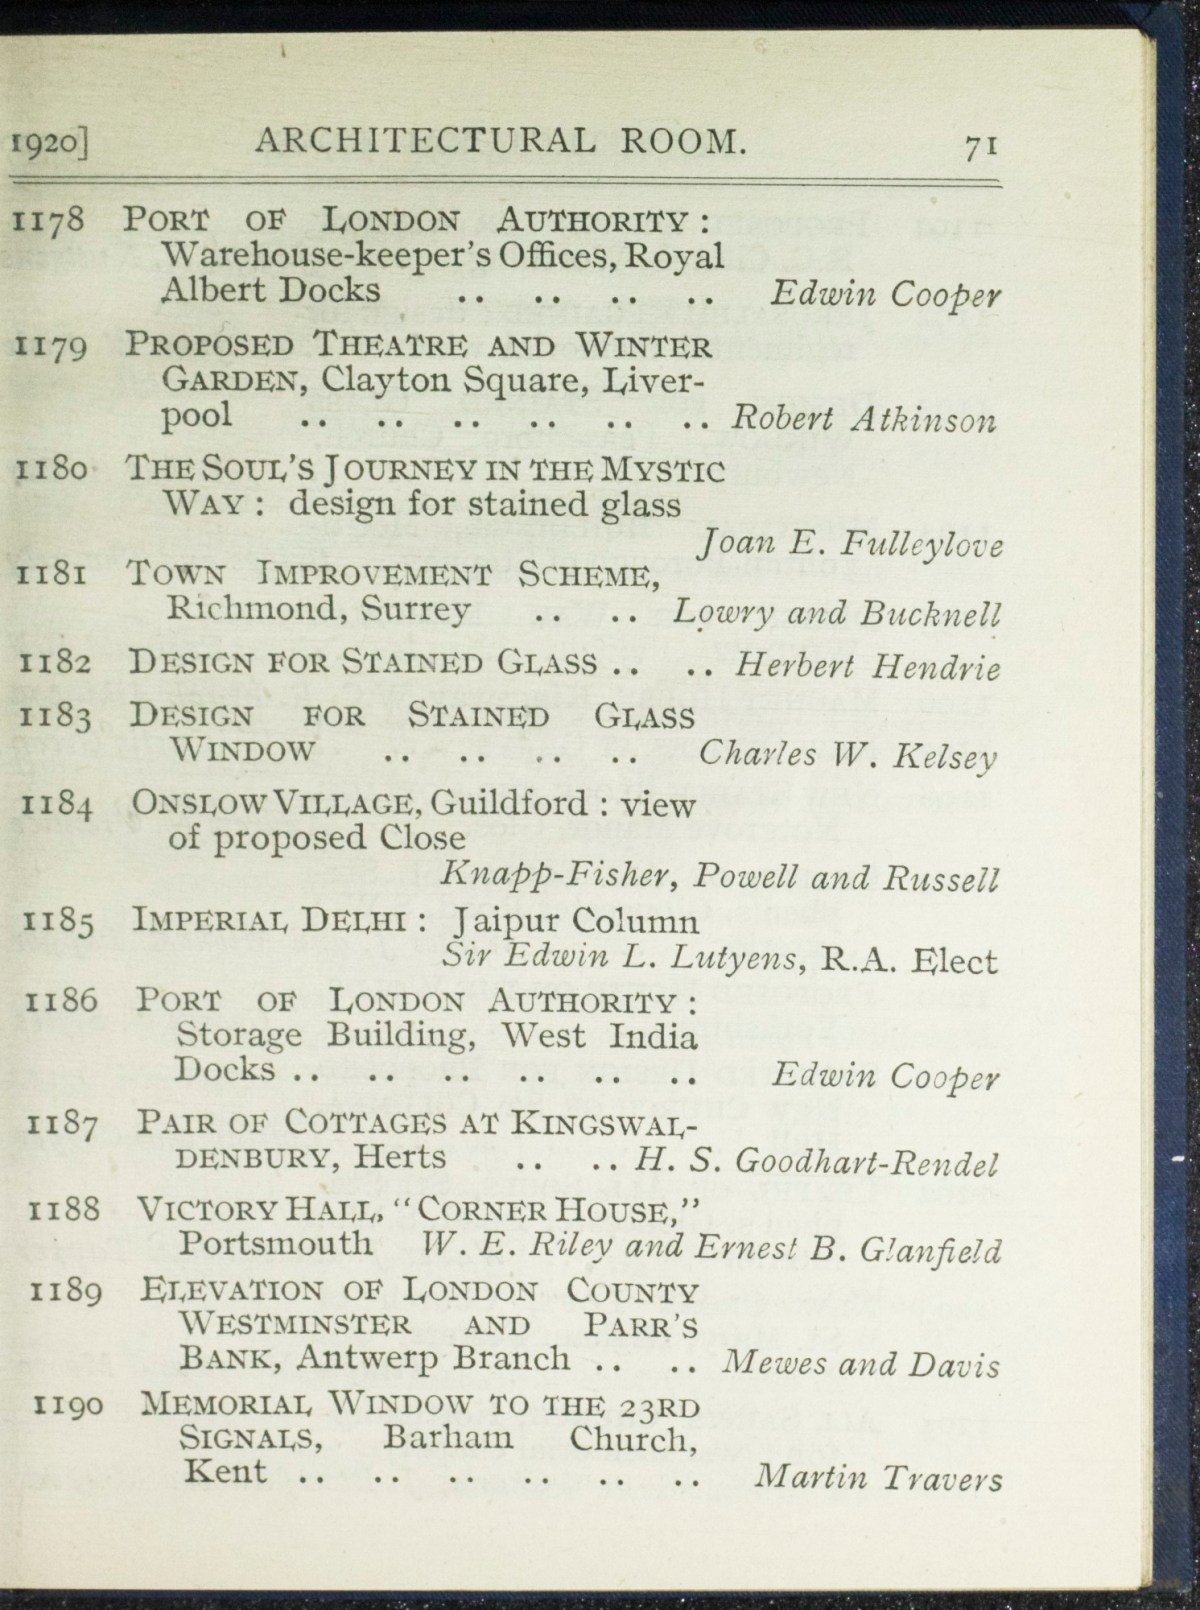 1920] ARCHITECTURAL ROOM. 71
1178 PORT OF LONDON AUTHORITY :
Warehouse-keeper's Offices, Royal
Albert Docks .. .. .. .. Edwin Cooper
1179 PROPOSED THEATRE AND WINTER
GARDEN, Clayton Square, Liver-
pool .. .. .. .. .. .. Robert Atkinson
1180 THE SOUL'S JOURNEY IN THE MYSTIC
WAY : design for stained glass
Joan E. Fulleylove
1181 TOWN IMPROVEMENT SCHEME,
Richmond, Surrey .. .. Lowry and Bucknell
1182 DESIGN FOR STAINED GLASS .. .. Herbert Hendrie
1183 DESIGN FOR STAINED GLASS
WINDOW .. .. .. .. Charles W. Kelsey
1184 ONSLOW VILLAGE, Guildford : view
of proposed Close
Knapp-Fisher, Powell and Russell
1185 IMPERIAL DELHI : Jaipur Column
Sir Edwin L. Lutyens, R.A. Elect
1186 PORT OF LONDON AUTHORITY :
Storage Building, West India
Docks .. .. .. .. .. .. Edwin Cooper
1187 PAIR OF COTTAGES AT KINGSWAL-
DENBURY, Herts .. .. H. S. Goodhart-Rendel
1188 VICTORY HALL, "CORNER HOUSE,"
Portsmouth W. E. Riley and Ernest B. Glanfield
1189 ELEVATION OF LONDON COUNTY
WESTMINSTER AND PARR'S
BANK, Antwerp Branch .. .. Mewes and Davis
1190 MEMORIAL WINDOW TO THE 23RD
SIGNALS, Barham Church,
Kent .. .. .. .. .. .. Martin Travers